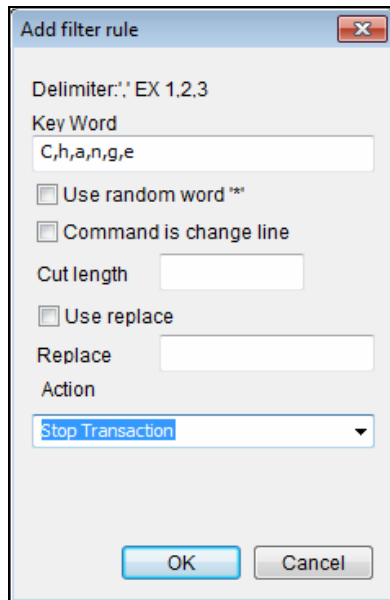 Add filter rule
Delimiter:',' EX 1,2,3
Key Word
C,h,a,n,g,e
Use random word '*'
Command is change line
Cut length
Use replace
Replace
Action
Stop Transaction
OK Cancel